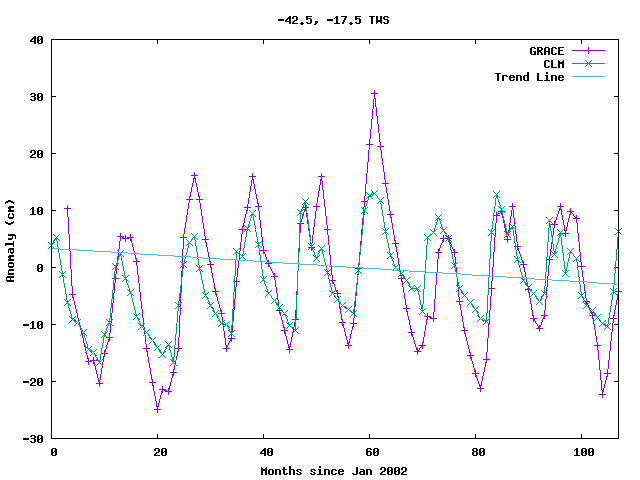 -42.5, -17.5 TWS
GRACE
CLM
Trend Line
40
30
20
10
0
-10
-20
-30
Anomaly (cm)
0 20 40 60 80 100
Months since Jan 2002